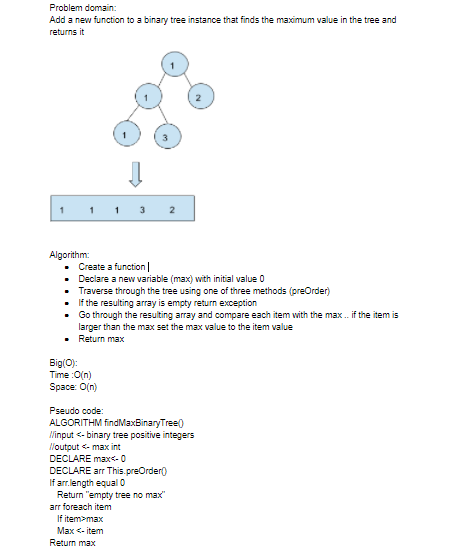 Problem domain:
Add a new function to a binary tree instance that finds the maximum value in the tree and
returns it
1
1 2
1 3
1 1 1 3 2
Algorithm:
• Create a function
• Declare a new variable (max) with initial value 0
• Traverse through the tree using one of three methods (preOrder)
• If the resulting array is empty return exception
• Go through the resulting array and compare each item with the max .. if the item is
larger than the max set the max value to the item value
• Return max
Big(O):
Time :O(n)
Space: O(n)
Pseudo code:
ALGORITHM findMaxBinaryTree()
//input <- binary tree positive integers
//output <- max int
DECLARE max<- 0
DECLARE arr This.preOrder()
If arr.length equal 0
Return "empty tree no max"
arr foreach item
If item>max
Max <- item
Return max